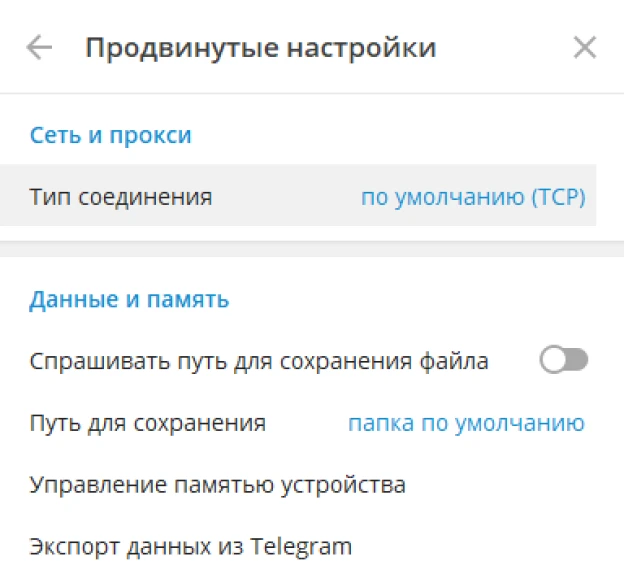 Продвинутые настройки
Сеть и прокси
Тип соединения по умолчанию (TCP)
Данные и память
Спрашивать путь для сохранения файла
Путь для сохранения папка по умолчанию
Управление памятью устройства
Экспорт данных из Telegram